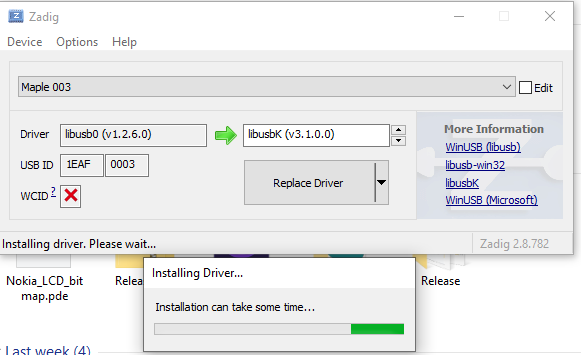 Zadig
Device Options Help
Maple 003
Edit
Driver libusb0 (v1.2.6.0) libusbK (v3.1.0.0)
USB ID 1EAF 0003
WCID ?
Replace Driver
More Information
WinUSB (libusb)
libusb-win32
libusbK
WinUSB (Microsoft)
Installing driver. Please wait... Zadig 2.8.782
Nokia_LCD_bit
map.pde
Relea
Release
Installing Driver...
Installation can take some time...
Last week (4)